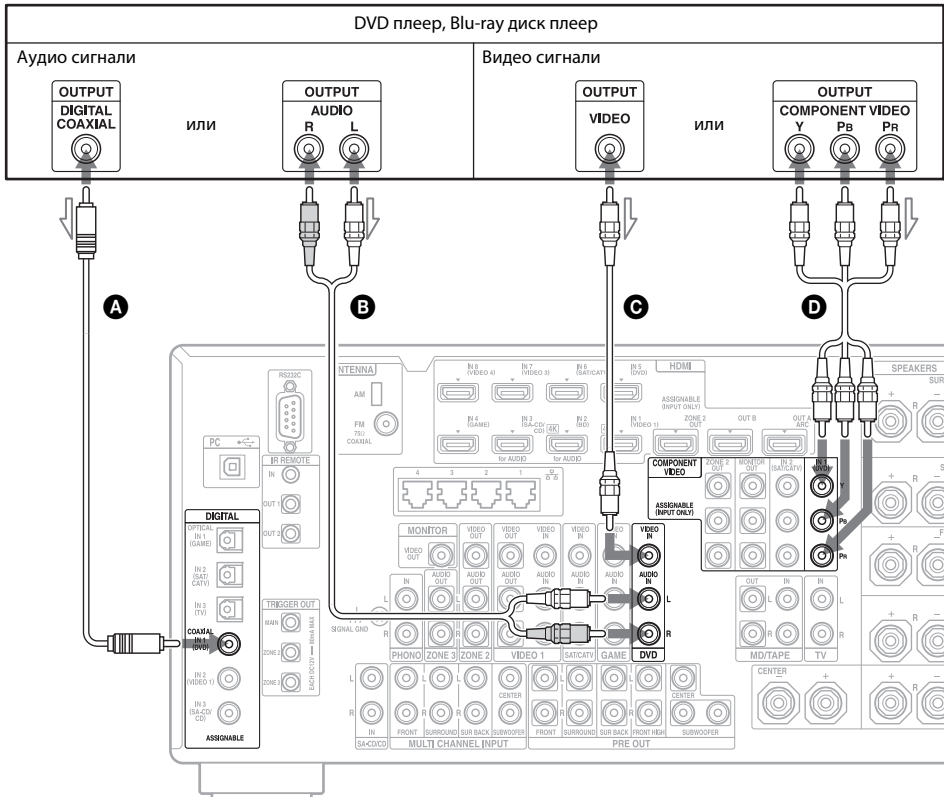 DVD плеер, Blu-ray диск плеер
Аудио сигнали
Видео сигнали
OUTPUT
DIGITAL
COAXIAL
или
OUTPUT
AUDIO
R L
OUTPUT
VIDEO
или
OUTPUT
COMPONENT VIDEO
Y PB PR
A
B
C
D
RS232C
PC
IR REMOTE
IN
OUT 1
OUT 2
DIGITAL
OPTICAL
IN 1
(GAME)
IN 2
(SAT/
CATV)
IN 3
(TV)
COAXIAL
IN 1
(DVD)
IN 2
(VIDEO 1)
IN 3
(SA-CD/
CD)
ASSIGNABLE
TRIGGER OUT
MAIN
ZONE 2
ZONE 3
EACH DC12V — 80mA MAX
AM
FM
75Ω
COAXIAL
SIGNAL GND
IN 8
(VIDEO 4)
IN 7
(VIDEO 3)
IN 6
(SAT/CATV)
IN 5
(DVD)
HDMI
ASSIGNABLE
(INPUT ONLY)
IN 4
(GAME)
IN 3
(SA-CD/
CD)
4K
IN 2
(BD)
IN 1
(VIDEO 1)
for AUDIO
for AUDIO
ZONE 2
OUT
OUT B
OUT A
ARC
4 3 2 1
COMPONENT
VIDEO
ASSIGNABLE
(INPUT ONLY)
ZONE 2
OUT
MONITOR
OUT
IN 2
(SAT/CATV)
IN 1
(DVD)
Y
PB
PR
SPEAKERS
MONITOR
VIDEO
OUT
VIDEO
OUT
VIDEO
OUT
VIDEO
IN
VIDEO
IN
VIDEO
IN
IN
AUDIO
OUT
AUDIO
OUT
AUDIO
IN
AUDIO
IN
AUDIO
IN
AUDIO
IN
L
R
L
R
PHONO
ZONE 3
ZONE 2
VIDEO 1
SAT/CATV
GAME
DVD
OUT IN
IN
L
R
L
R
MD/TAPE
TV
L
R
IN
SA-CD/CD
FRONT
SURROUND
SUR BACK
CENTER
SUBWOOFER
MULTI CHANNEL INPUT
FRONT
SURROUND
SUR BACK
FRONT HIGH
CENTER
SUBWOOFER
PRE OUT
CENTER
− +
+
R
−